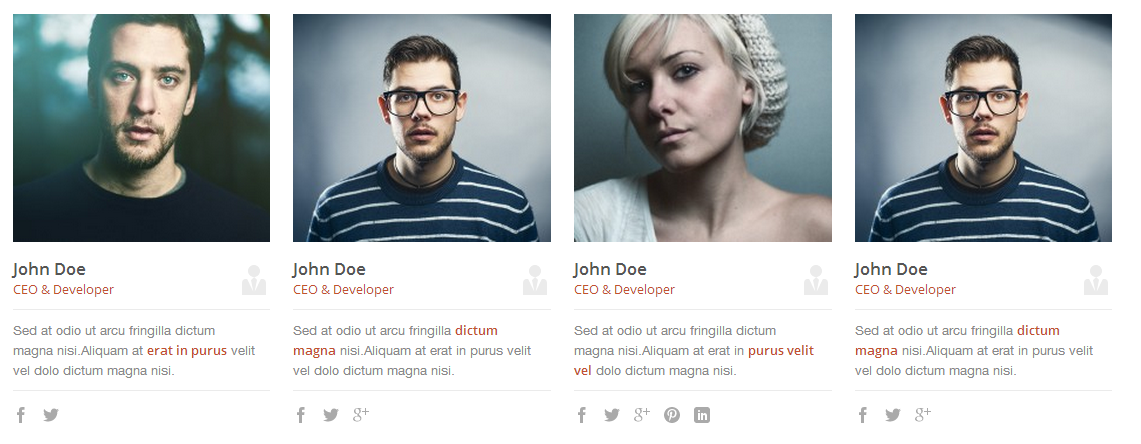 John Doe
CEO & Developer
Sed at odio ut arcu fringilla dictum
magna nisi.Aliquam at erat in purus velit
vel dolo dictum magna nisi.
John Doe
CEO & Developer
Sed at odio ut arcu fringilla dictum
magna nisi.Aliquam at erat in purus velit
vel dolo dictum magna nisi.
John Doe
CEO & Developer
Sed at odio ut arcu fringilla dictum
magna nisi.Aliquam at erat in purus velit
vel dolo dictum magna nisi.
John Doe
CEO & Developer
Sed at odio ut arcu fringilla dictum
magna nisi.Aliquam at erat in purus velit
vel dolo dictum magna nisi.